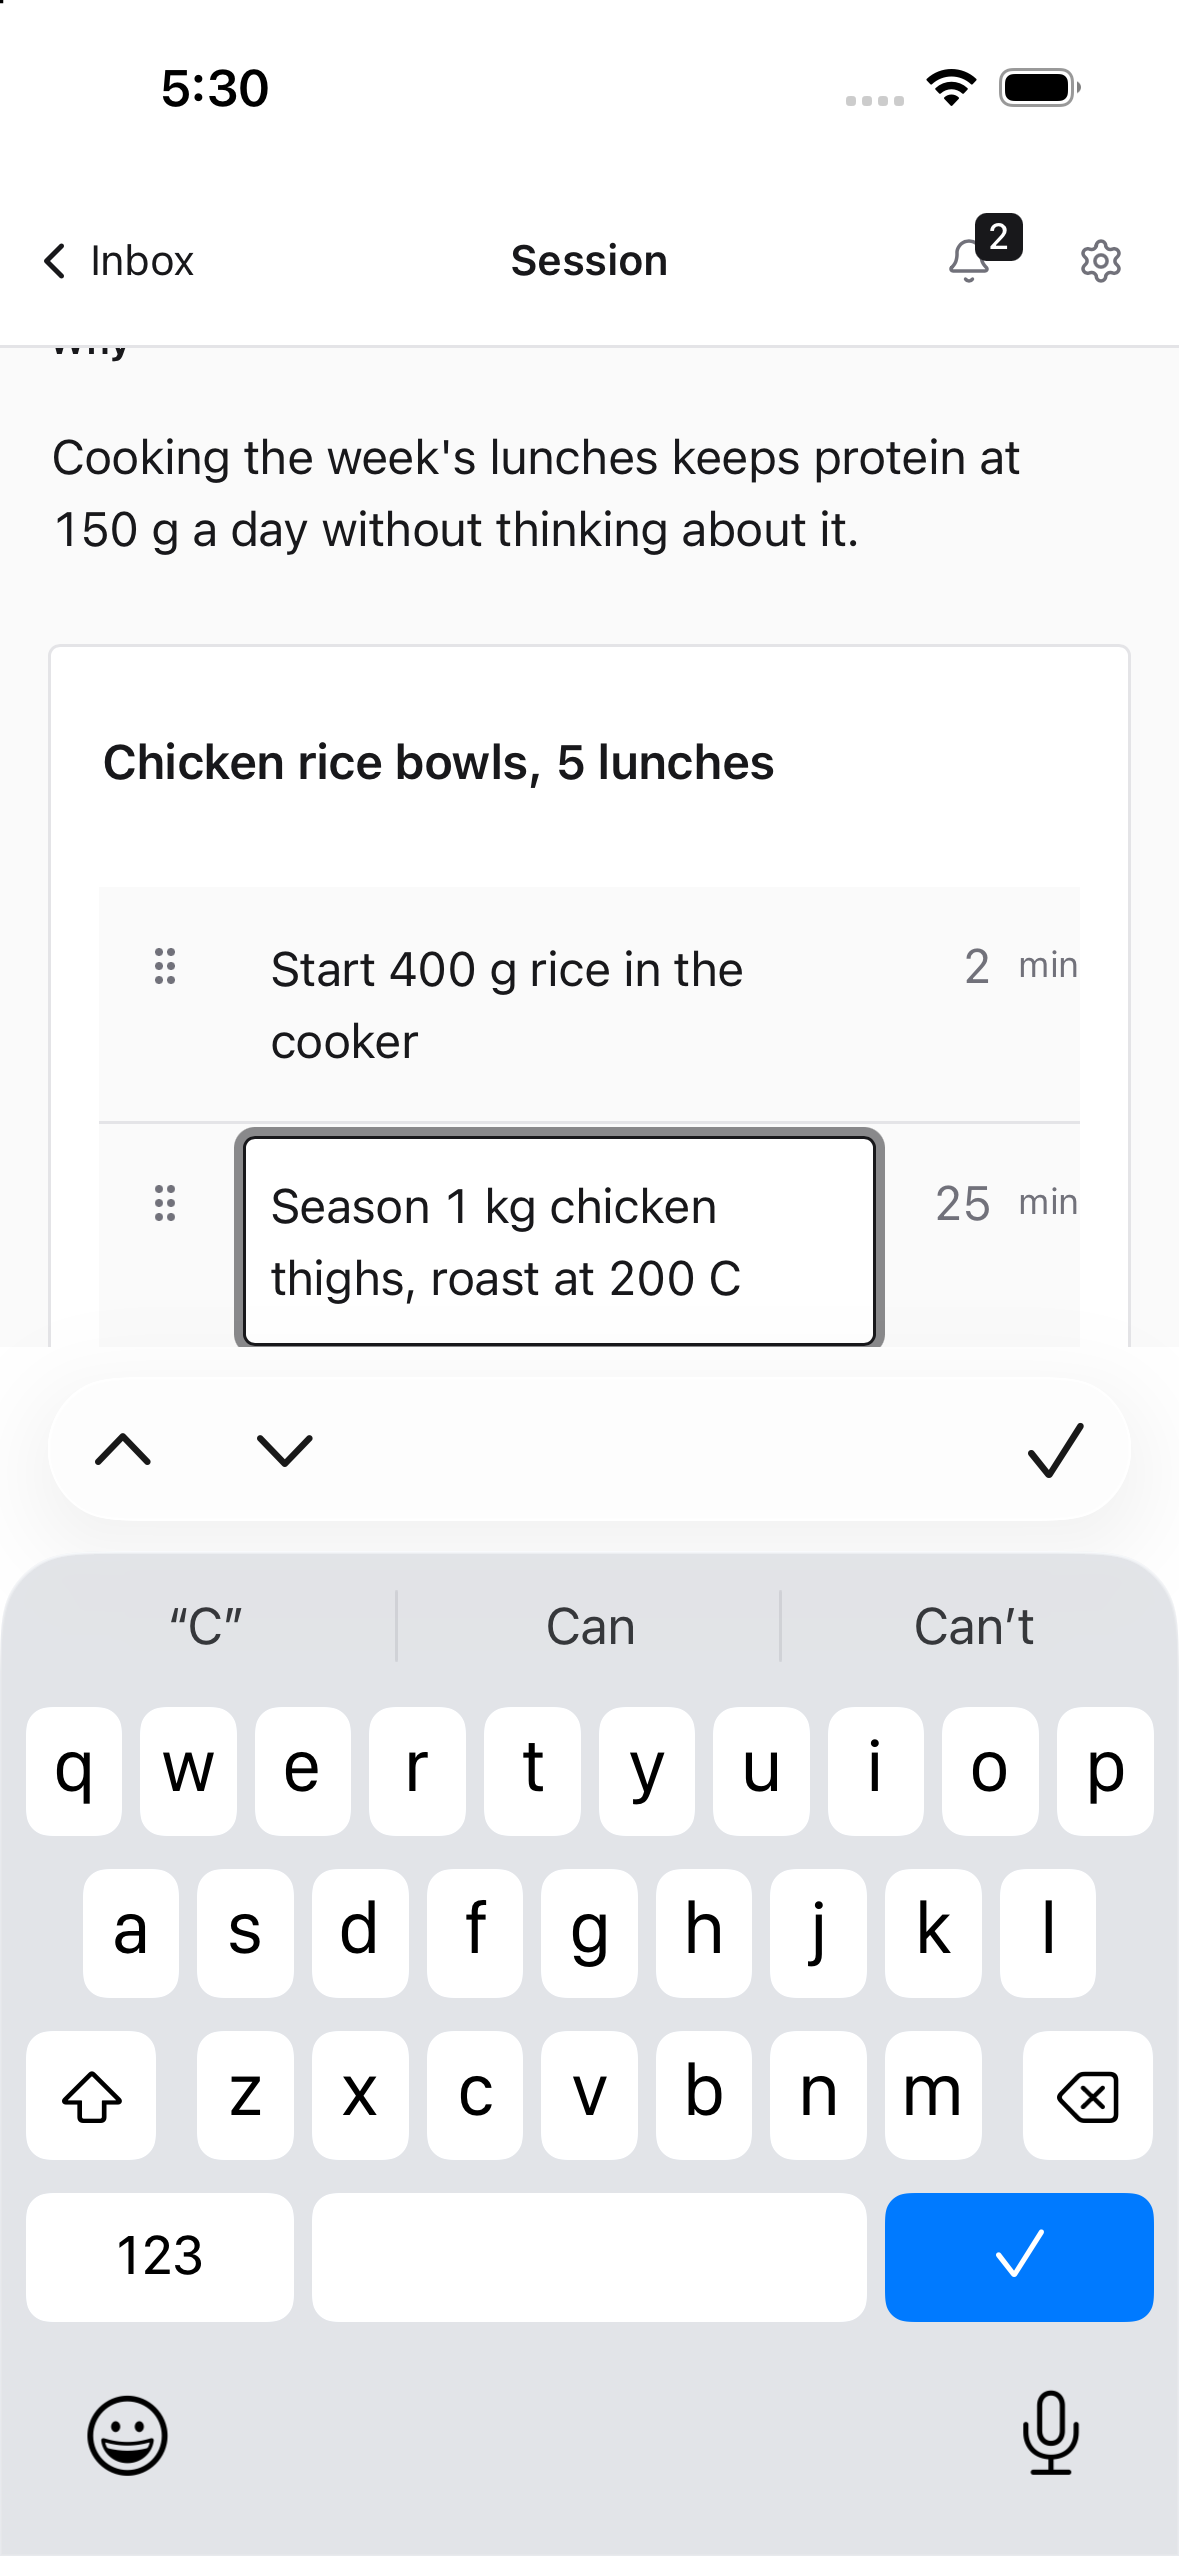 5:30
Inbox
Session
2
Why
Cooking the week's lunches keeps protein at
150 g a day without thinking about it.
Chicken rice bowls, 5 lunches
Start 400 g rice in the
cooker
2 min
Season 1 kg chicken
thighs, roast at 200 C
25 min
“C”
Can
Can’t
q w e r t y u i o p
a s d f g h j k l
z x c v b n m
123